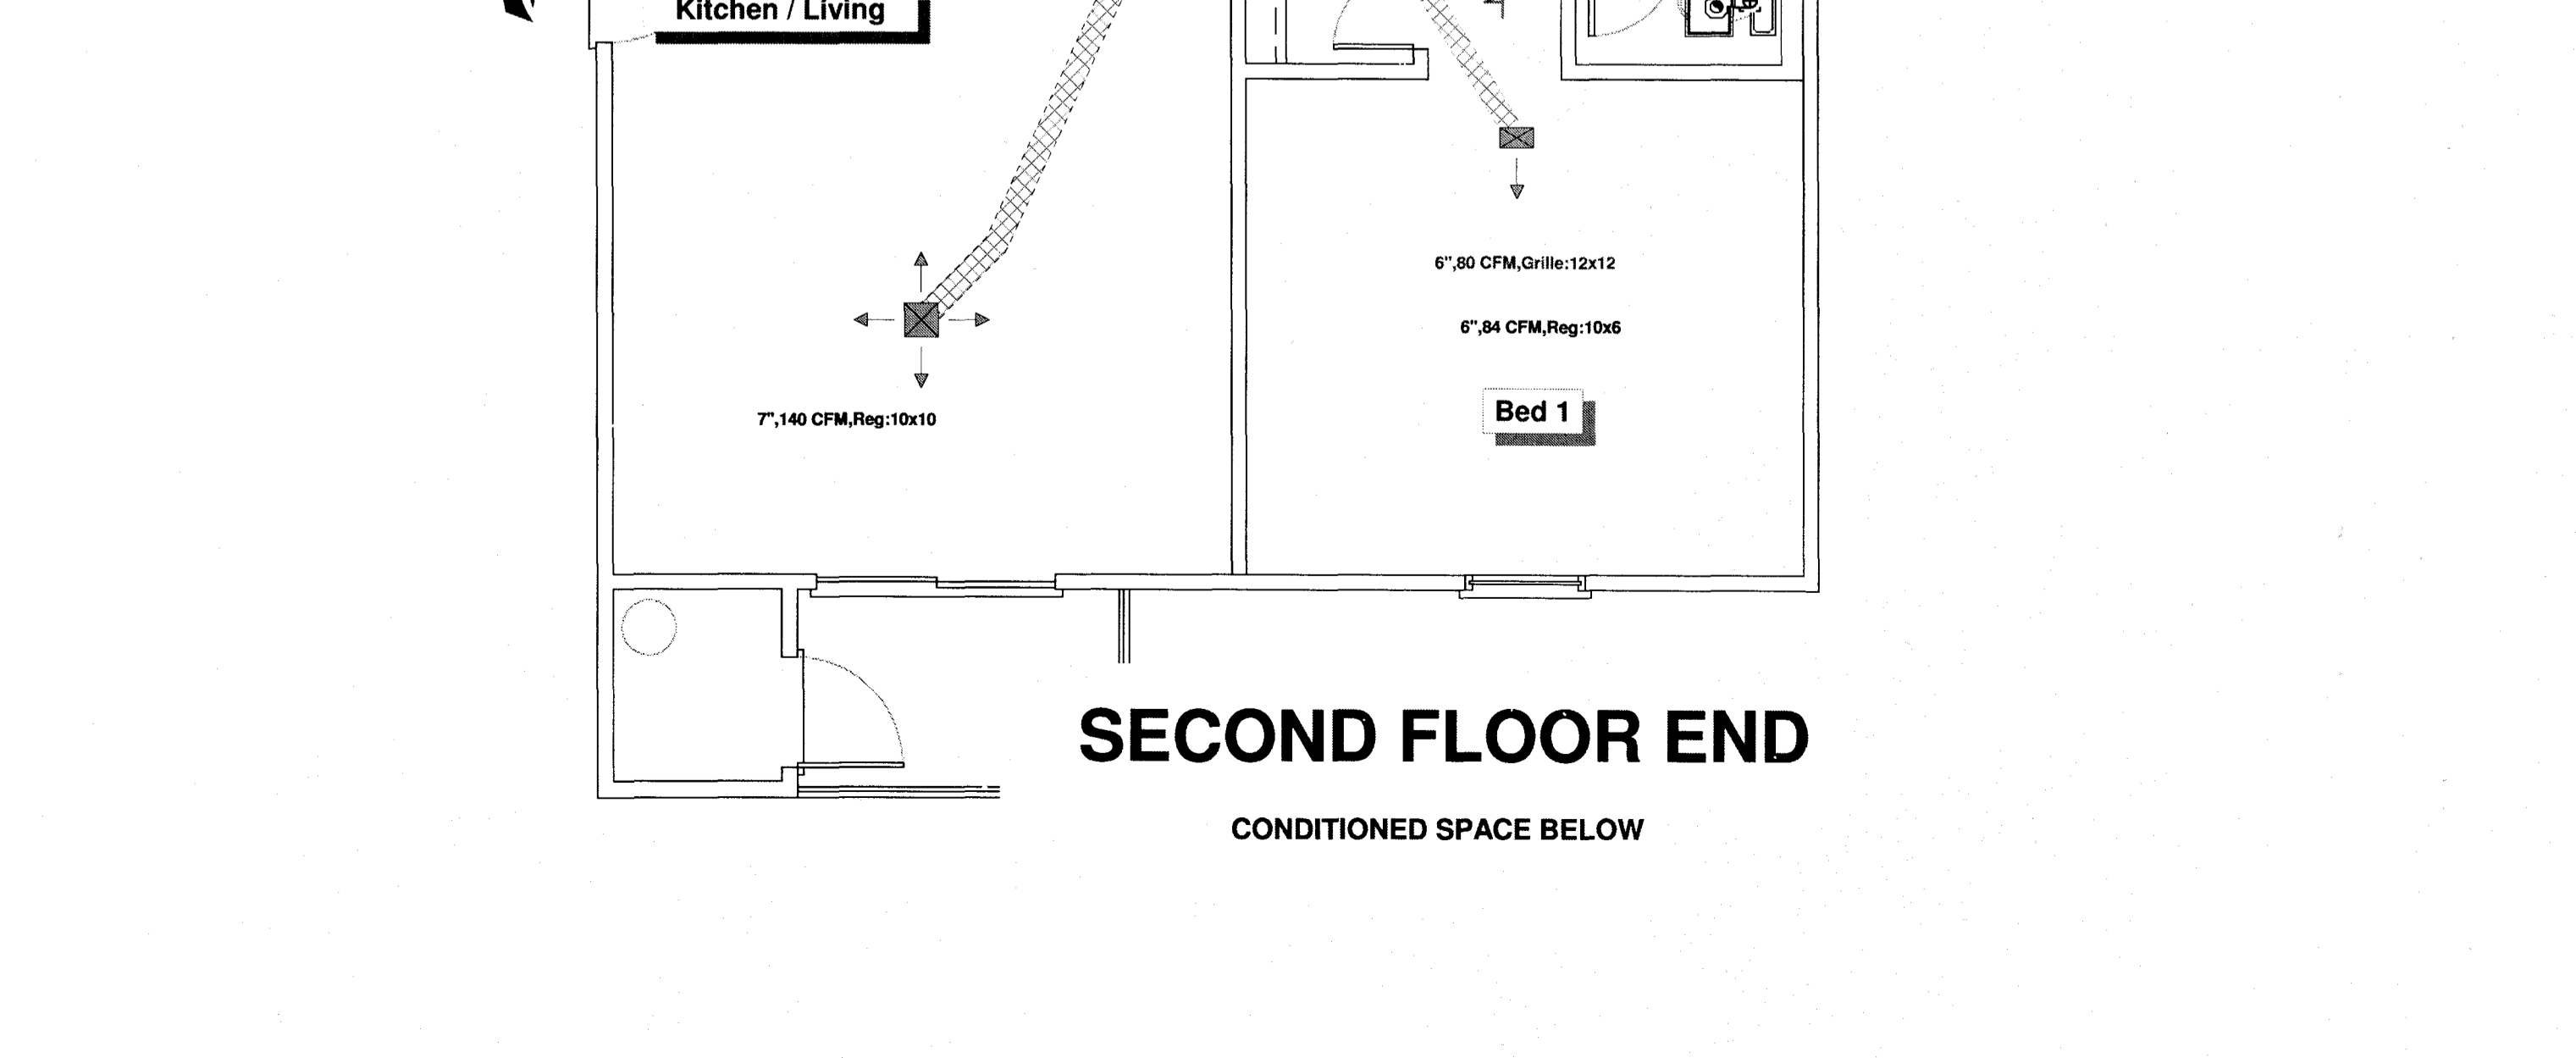 Kitchen / Living
6",80 CFM,Grille:12x12
6",84 CFM,Reg:10x6
Bed 1
7",140 CFM,Reg:10x10
SECOND FLOOR END
CONDITIONED SPACE BELOW